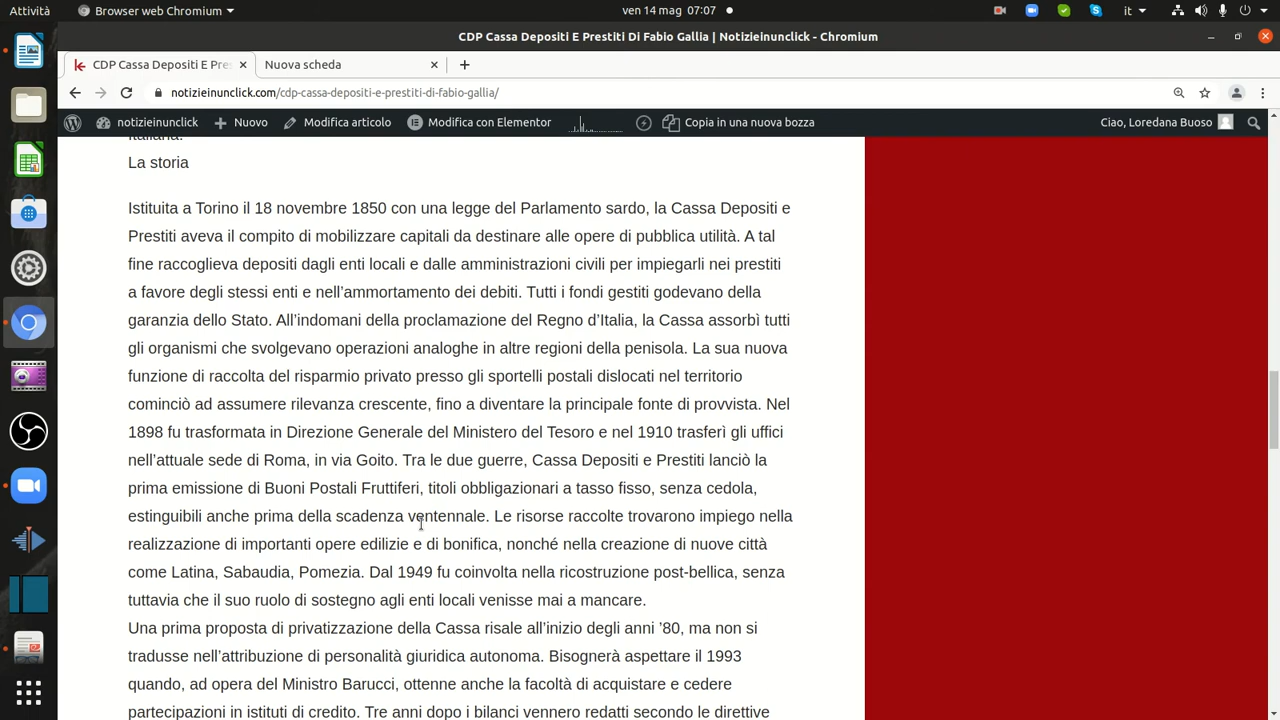 Attività
Browser web Chromium
ven 14 mag 07:07
it
CDP Cassa Depositi E Prestiti Di Fabio Gallia | Notizieinunclick - Chromium
CDP Cassa Depositi E Pres
Nuova scheda
notizieinunclick.com/cdp-cassa-depositi-e-prestiti-di-fabio-gallia/
notizieinunclick
Nuovo
Modifica articolo
Modifica con Elementor
Copia in una nuova bozza
Ciao, Loredana Buoso
italiana.
La storia
Istituita a Torino il 18 novembre 1850 con una legge del Parlamento sardo, la Cassa Depositi e
Prestiti aveva il compito di mobilizzare capitali da destinare alle opere di pubblica utilità. A tal
fine raccoglieva depositi dagli enti locali e dalle amministrazioni civili per impiegarli nei prestiti
a favore degli stessi enti e nell’ammortamento dei debiti. Tutti i fondi gestiti godevano della
garanzia dello Stato. All’indomani della proclamazione del Regno d’Italia, la Cassa assorbì tutti
gli organismi che svolgevano operazioni analoghe in altre regioni della penisola. La sua nuova
funzione di raccolta del risparmio privato presso gli sportelli postali dislocati nel territorio
cominciò ad assumere rilevanza crescente, fino a diventare la principale fonte di provvista. Nel
1898 fu trasformata in Direzione Generale del Ministero del Tesoro e nel 1910 trasferì gli uffici
nell’attuale sede di Roma, in via Goito. Tra le due guerre, Cassa Depositi e Prestiti lanciò la
prima emissione di Buoni Postali Fruttiferi, titoli obbligazionari a tasso fisso, senza cedola,
estinguibili anche prima della scadenza ventennale. Le risorse raccolte trovarono impiego nella
realizzazione di importanti opere edilizie e di bonifica, nonché nella creazione di nuove città
come Latina, Sabaudia, Pomezia. Dal 1949 fu coinvolta nella ricostruzione post-bellica, senza
tuttavia che il suo ruolo di sostegno agli enti locali venisse mai a mancare.
Una prima proposta di privatizzazione della Cassa risale all’inizio degli anni ’80, ma non si
tradusse nell’attribuzione di personalità giuridica autonoma. Bisognerà aspettare il 1993
quando, ad opera del Ministro Barucci, ottenne anche la facoltà di acquistare e cedere
partecipazioni in istituti di credito. Tre anni dopo i bilanci vennero redatti secondo le direttive